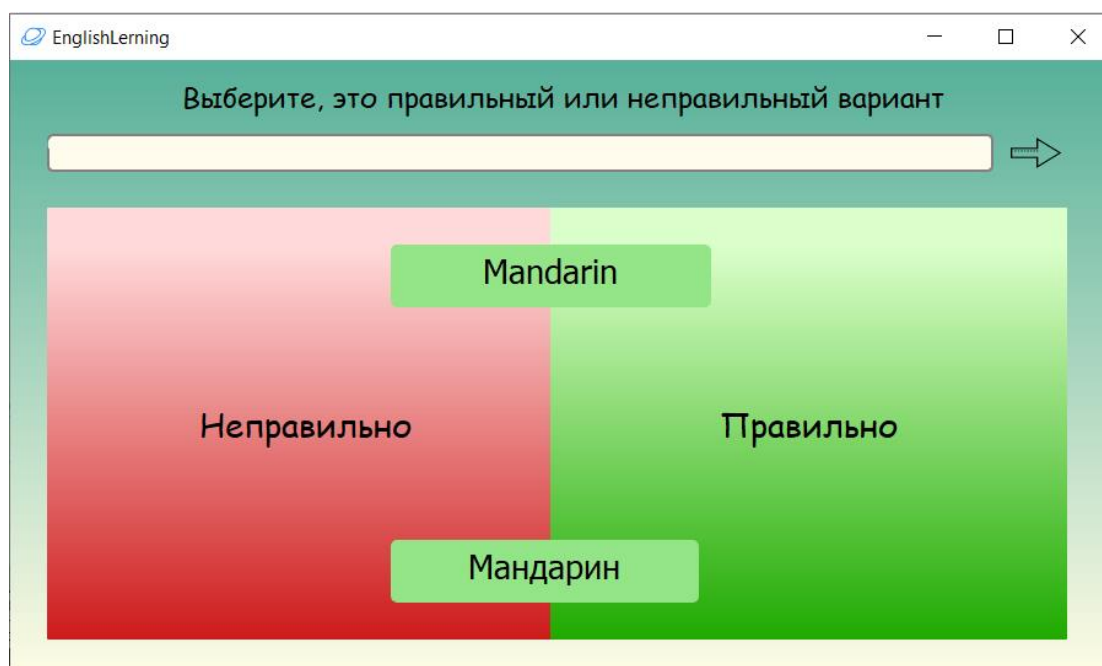 EnglishLerning
Выберите, это правильный или неправильный вариант
Mandarin
Неправильно
Правильно
Мандарин